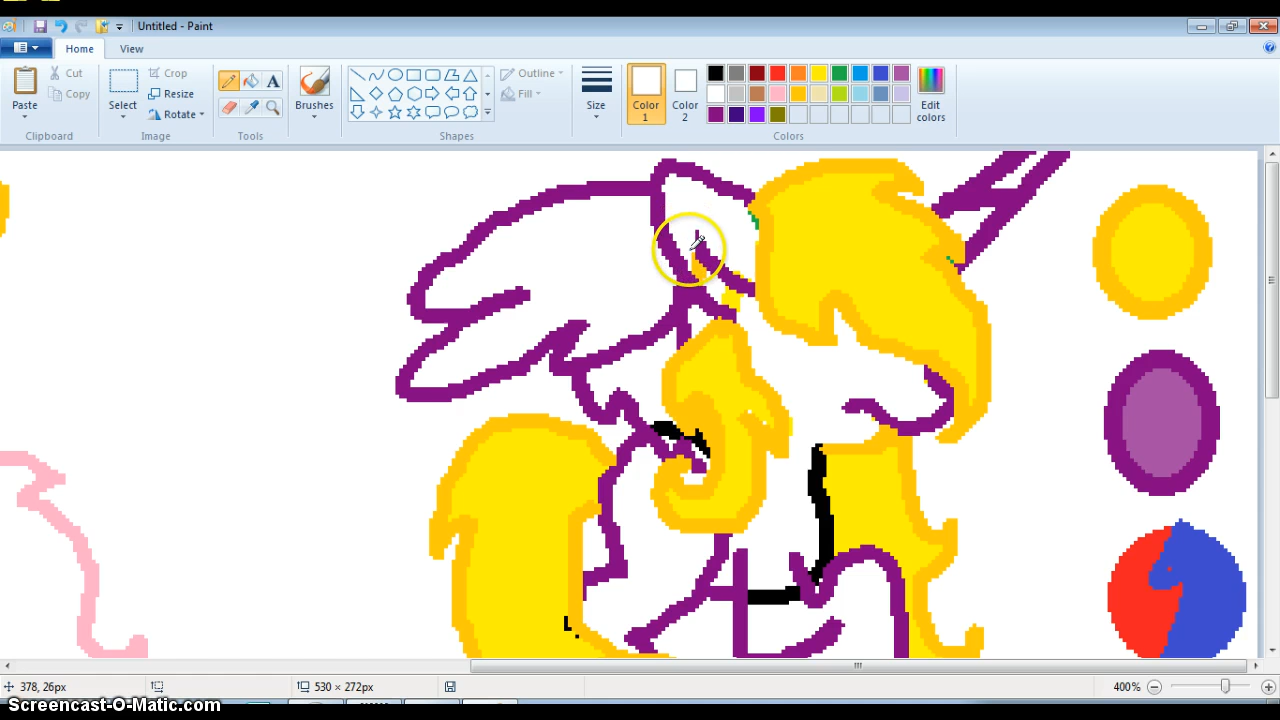 Untitled - Paint
Home View
Paste
Cut
Copy
Clipboard
Select
Crop
Resize
Rotate
Image
A
Tools
Brushes
Shapes
Outline
Fill
Size
Color 1
Color 2
Edit colors
Colors
378, 26px
530 × 272px
400%
Screencast-O-Matic.com